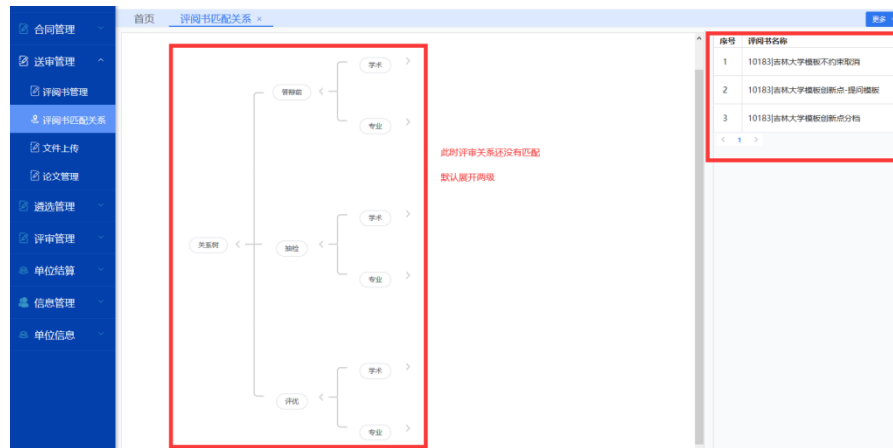 首页
评阅书匹配关系 ×
更多
合同管理
送审管理
评阅书管理
评阅书匹配关系
文件上传
论文管理
遴选管理
评审管理
单位结算
信息管理
单位信息
关系树
答辩前
学术
专业
抽检
学术
专业
评优
学术
专业
此时评审关系还没有匹配
默认展开两级
序号 评阅书名称
1 10183|吉林大学模板不约束取消
2 10183|吉林大学模板创新点-提问模板
3 10183|吉林大学模板创新点分档
< 1 >